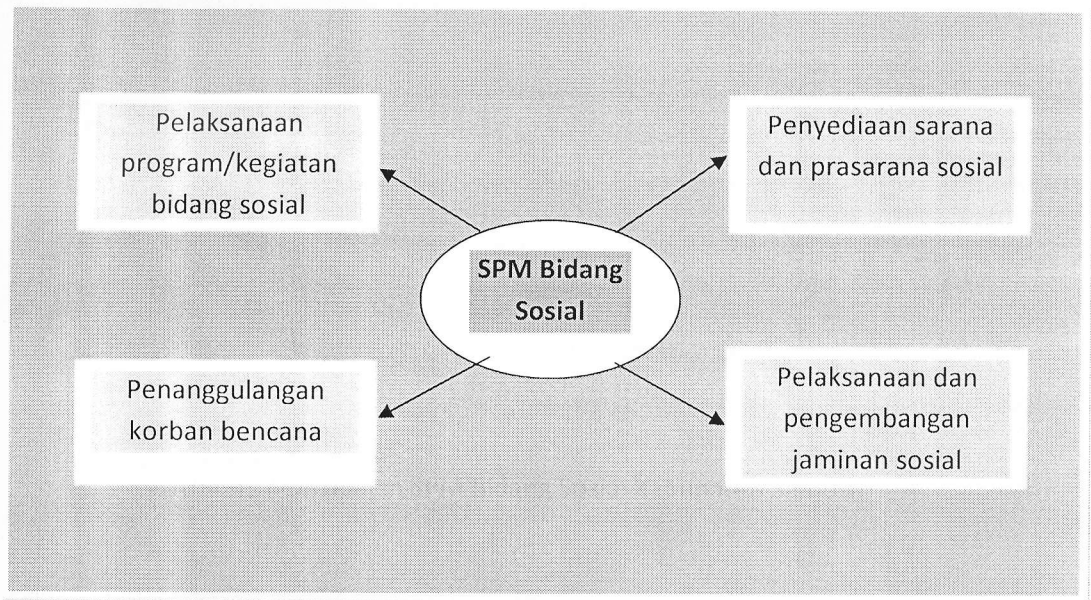 Pelaksanaan
program/kegiatan
bidang sosial
Penyediaan sarana
dan prasarana sosial
SPM Bidang
Sosial
Penanggulangan
korban bencana
Pelaksanaan dan
pengembangan
jaminan sosial